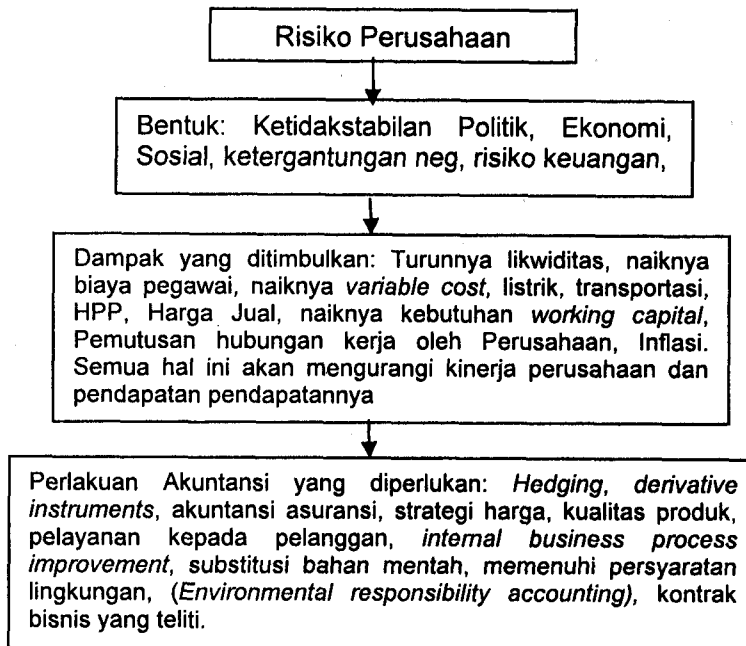 Risiko Perusahaan
Bentuk: Ketidakstabilan Politik, Ekonomi,
Sosial, ketergantungan neg, risiko keuangan,
Dampak yang ditimbulkan: Turunnya likwiditas, naiknya
biaya pegawai, naiknya variable cost, listrik, transportasi,
HPP, Harga Jual, naiknya kebutuhan working capital,
Pemutusan hubungan kerja oleh Perusahaan, Inflasi.
Semua hal ini akan mengurangi kinerja perusahaan dan
pendapatan pendapatannya
Perlakuan Akuntansi yang diperlukan: Hedging, derivative
instruments, akuntansi asuransi, strategi harga, kualitas produk,
pelayanan kepada pelanggan, internal business process
improvement, substitusi bahan mentah, memenuhi persyaratan
lingkungan, (Environmental responsibility accounting), kontrak
bisnis yang teliti.